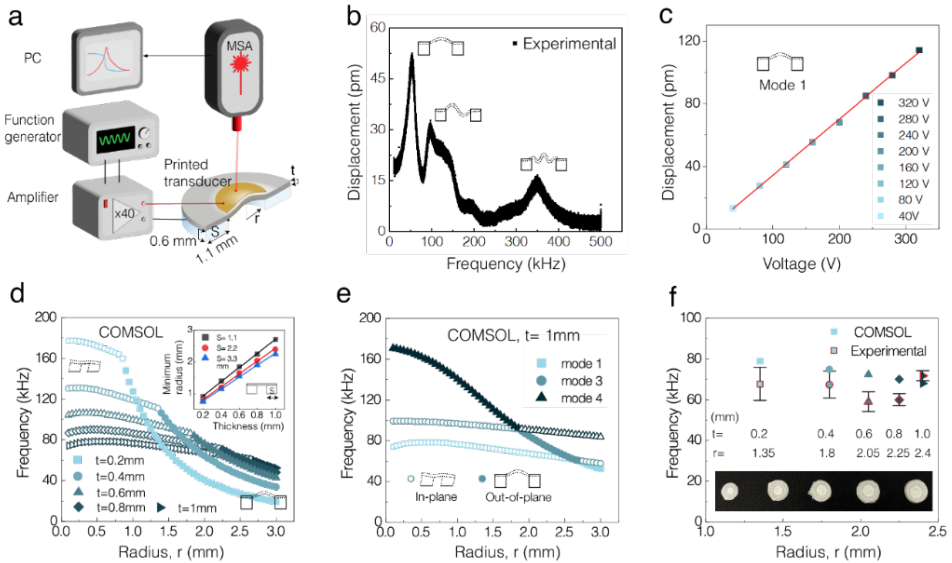 a
PC
MSA
Function
generator
Printed
transducer
t
Amplifier
x40
r
S
0.6 mm
1.1 mm
b
Displacement (pm)
60
45
30
15
0
Experimental
0 100 200 300 400 500
Frequency (kHz)
c
Displacement (pm)
120
80
40
0
Mode 1
320 V
280 V
240 V
200 V
160 V
120 V
80 V
40V
0 100 200 300
Voltage (V)
d
Frequency (kHz)
200
160
120
80
40
0
COMSOL
Minimum
radius (mm)
3
2
1
S= 1.1
S= 2.2
S= 3.3
mm
S
0.2 0.4 0.6 0.8 1.0
Thickness (mm)
t=0.2mm
t=0.4mm
t=0.6mm
t=0.8mm
t=1mm
0.0 0.5 1.0 1.5 2.0 2.5 3.0
Radius, r (mm)
e
Frequency (kHz)
200
160
120
80
40
0
COMSOL, t= 1mm
mode 1
mode 3
mode 4
In-plane
Out-of-plane
0.0 0.5 1.0 1.5 2.0 2.5 3.0
Radius, r (mm)
f
Frequency (kHz)
100
80
60
40
20
0
COMSOL
Experimental
(mm)
t= 0.2 0.4 0.6 0.8 1.0
r= 1.35 1.8 2.05 2.25 2.4
1.0 1.5 2.0 2.5
Radius, r (mm)